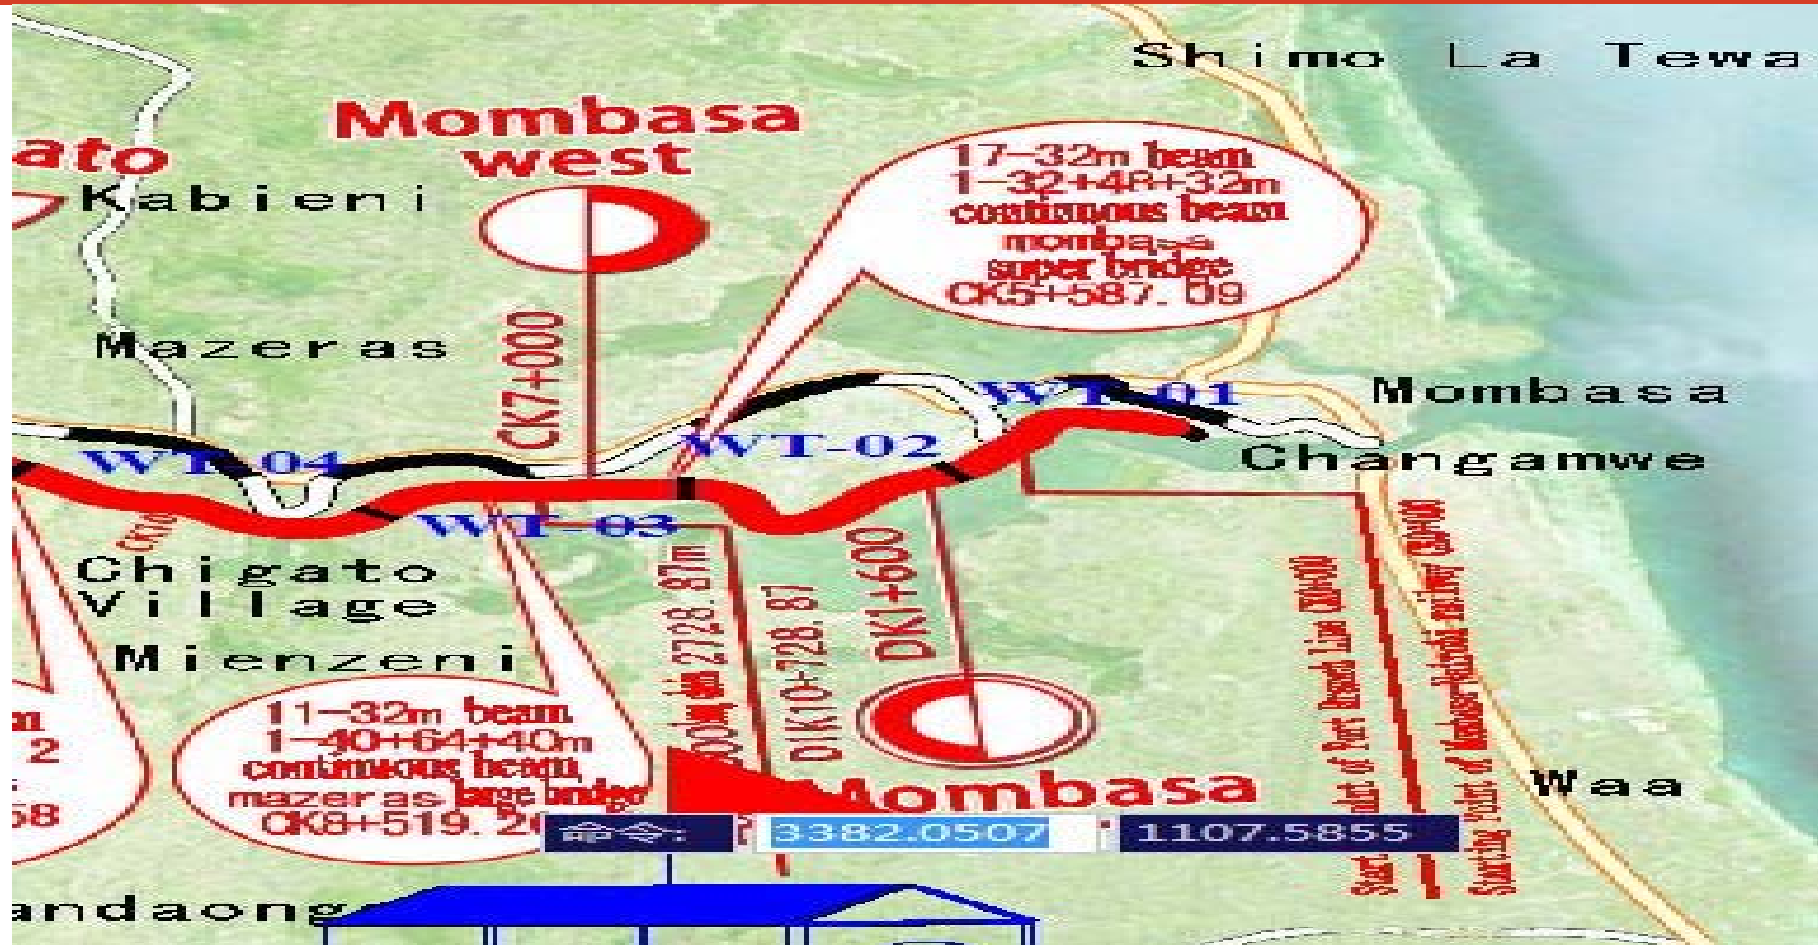 Shimo La Tewa
Mombasa
west
ato
Kabieni
17-32m beam
1-32+48+32m
continuous beam
mombasa
super bridge
CK5+587.09
Mazeras
CK7+000
WT-01
Mombasa
WT-02
WT-04
Changamwe
WT-03
Chigato
Village
Mienzeni
2728.87m
D1K10+728.87
DK1+600
11-32m beam
1-40+64+40m
continuous beam
mazeras large bridge
CK8+519.20
2
58
Mombasa
Waa
命令:
3382.0507
1107.5855
andaong